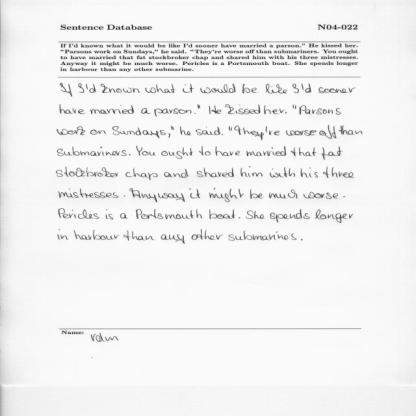 Sentence Database N04-022
If I'd known what it would be like I'd sooner have married a parson." He kissed her.
"Parsons work on Sundays," he said. "They're worse off than submariners. You ought
to have married that fat stockbroker chap and shared him with his three mistresses.
Anyway it might be much worse. Pericles is a Portsmouth boat. She spends longer
in harbour than any other submarine.
If I'd known what it would be like I'd sooner
have married a parson." He kissed her. "Parsons
work on Sundays," he said. "They're worse off than
submariners. You ought to have married that fat
stockbroker chap and shared him with his three
mistresses. Anyway it might be much worse.
Pericles is a Portsmouth boat. She spends longer
in harbour than any other submarines.
Name: